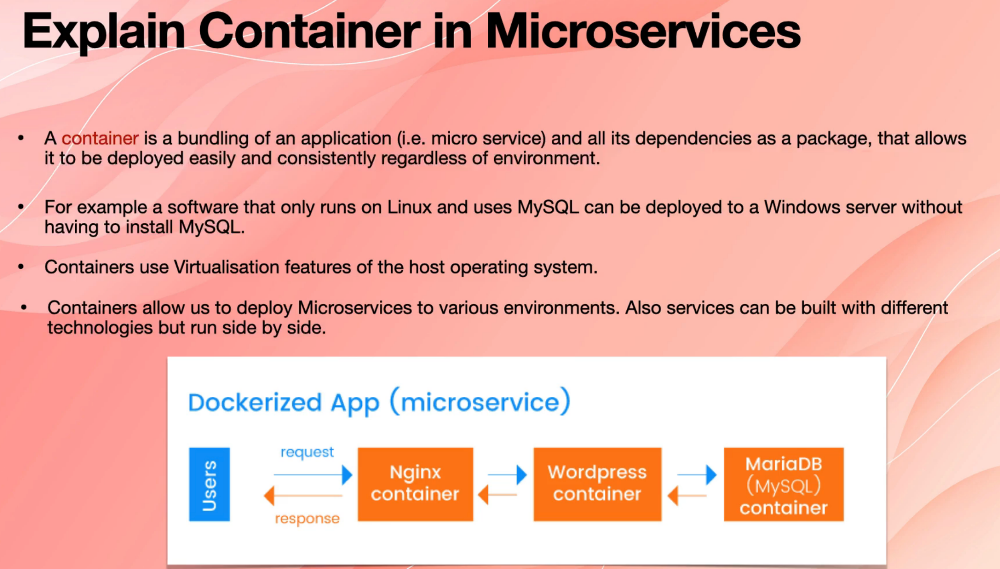 Explain Container in Microservices
• A container is a bundling of an application (i.e. micro service) and all its dependencies as a package, that allows
it to be deployed easily and consistently regardless of environment.
• For example a software that only runs on Linux and uses MySQL can be deployed to a Windows server without
having to install MySQL.
• Containers use Virtualisation features of the host operating system.
• Containers allow us to deploy Microservices to various environments. Also services can be built with different
technologies but run side by side.
Dockerized App (microservice)
Users
request
response
Nginx
container
Wordpress
container
MariaDB
(MySQL)
container